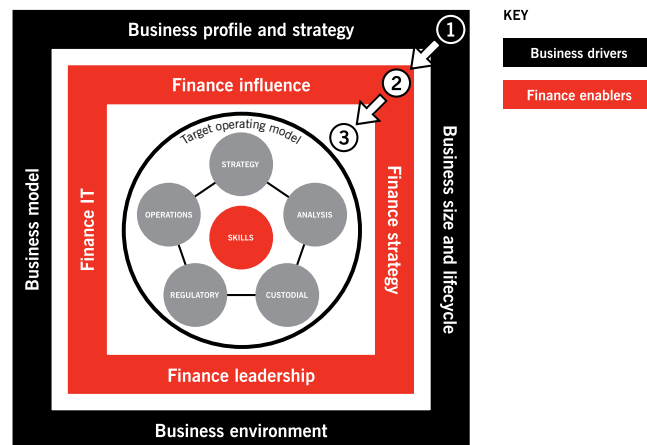 Business profile and strategy
1
KEY
Business drivers
Finance enablers
Finance influence
2
3
Target operating model
STRATEGY
OPERATIONS
ANALYSIS
SKILLS
REGULATORY
CUSTODIAL
Business model
Finance IT
Finance strategy
Business size and lifecycle
Finance leadership
Business environment